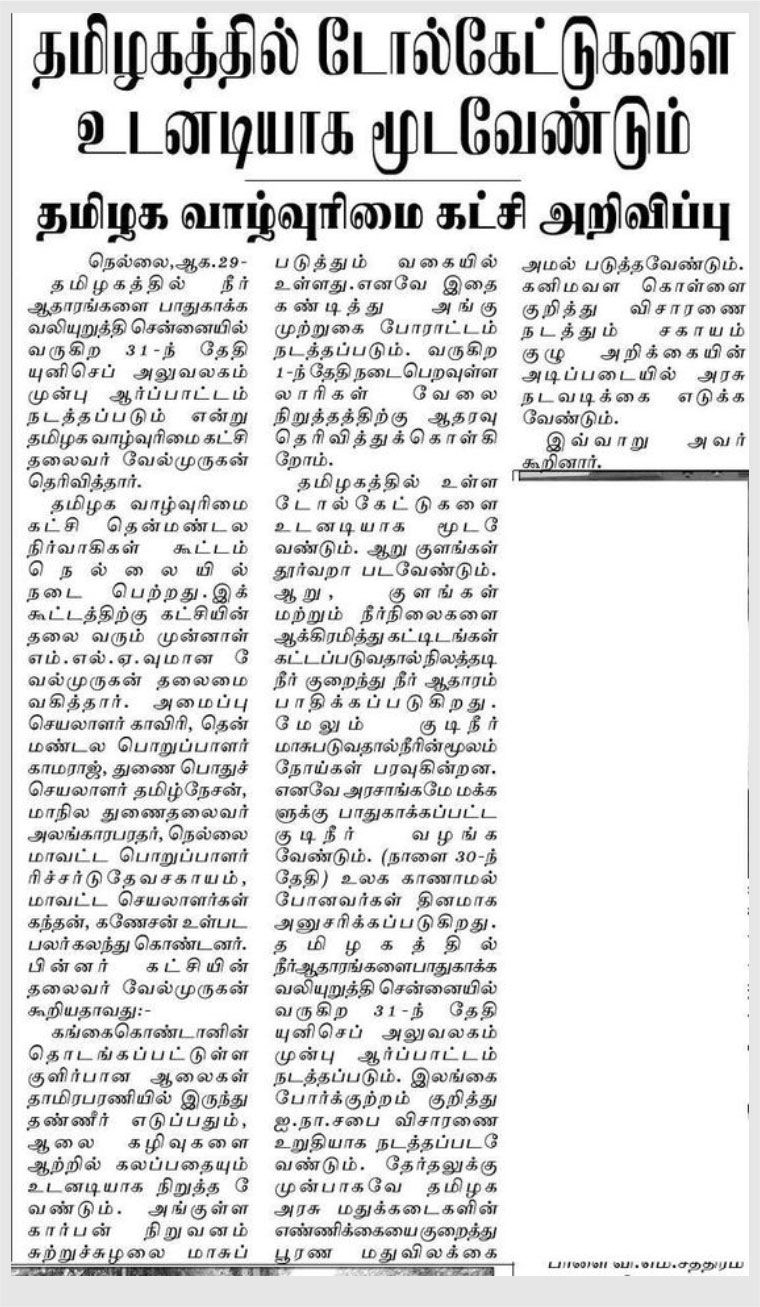 தமிழகத்தில் டோல்கேட்டுகளை
உடனடியாக மூடவேண்டும்
தமிழக வாழ்வுரிமை கட்சி அறிவிப்பு
நெல்லை,ஆக.29-
தமிழகத்தில் நீர்
ஆதாரங்களை பாதுகாக்க
வலியுறுத்தி சென்னையில்
வருகிற 31-ந் தேதி
யுனிசெப் அலுவலகம்
முன்பு ஆர்ப்பாட்டம்
நடத்தப்படும் என்று
தமிழக வாழ்வுரிமை கட்சி
தலைவர் வேல்முருகன்
தெரிவித்தார்.
தமிழக வாழ்வுரிமை
கட்சி தென்மண்டல
நிர்வாகிகள் கூட்டம்
நெல்லையில்
நடை பெற்றது.இக்
கூட்டத்திற்கு கட்சியின்
தலை வரும் முன்னாள்
எம்.எல்.ஏ.வுமான வே
ல்முருகன் தலைமை
வகித்தார். அமைப்பு
செயலாளர் காவிரி, தென்
மண்டல பொறுப்பாளர்
காமராஜ், துணை பொதுச்
செயலாளர் தமிழ்நேசன்,
மாநில துணைதலைவர்
அலங்காரபரதர், நெல்லை
மாவட்ட பொறுப்பாளர்
ரிச்சர்டுதேவசகாயம்,
மாவட்ட செயலாளர்கள்
கந்தன், கணேசன் உள்பட
பலர்கலந்து கொண்டனர்.
பின்னர் கட்சியின்
தலைவர் வேல்முருகன்
கூறியதாவது:-
கங்கைகொண்டானின்
தொடங்கப்பட்டுள்ள
குளிர்பான ஆலைகள்
தாமிரபரணியில் இருந்து
தண்ணீர் எடுப்பதும்,
ஆலை கழிவுகளை
ஆற்றில் கலப்பதையும்
உடனடியாக நிறுத்த வே
ண்டும். அங்குள்ள
கார்பன் நிறுவனம்
சுற்றுச்சுழலை மாசுப்
படுத்தும் வகையில்
உள்ளது.எனவே இதை
கண்டித்து அங்கு
முற்றுகை போராட்டம்
நடத்தப்படும். வருகிற
1-ந்தேதி நடைபெறவுள்ள
லாரிகள் வேலை
நிறுத்தத்திற்கு ஆதரவு
தெரிவித்துக்கொள்கி
றோம்.
தமிழகத்தில் உள்ள
டோல்கேட்டுகளை
உடனடியாக மூடவே
ண்டும். ஆறு குளங்கள்
தூர்வறா படவேண்டும்.
ஆறு, குளங்கள்
மற்றும் நீர்நிலைகளை
ஆக்கிரமித்து கட்டிடங்கள்
கட்டப்படுவதால்நிலத்தடி
நீர் குறைந்து நீர் ஆதாரம்
பாதிக்கப்படுகிறது.
மேலும் குடிநீர்
மாசுபடுவதால்நீரின்மூலம்
நோய்கள் பரவுகின்றன.
எனவே அரசாங்கமே மக்க
ளுக்கு பாதுகாக்கப்பட்ட
குடிநீர் வழங்க
வேண்டும். (நாளை 30-ந்
தேதி) உலக காணாமல்
போனவர்கள் தினமாக
அனுசரிக்கப்படுகிறது.
தமிழகத்தில்
நீர்ஆதாரங்களைபாதுகாக்க
வலியுறுத்தி சென்னையில்
வருகிற 31-ந் தேதி
யுனிசெப் அலுவலகம்
முன்பு ஆர்ப்பாட்டம்
நடத்தப்படும். இலங்கை
போர்க்குற்றம் குறித்து
ஐ.நா.சபை விசாரணை
உறுதியாக நடத்தப்படவே
ண்டும். தேர்தலுக்கு
முன்பாகவே தமிழக
அரசு மதுக்கடைகளின்
எண்ணிக்கையை குறைத்து
பூரண மதுவிலக்கை
அமல் படுத்தவேண்டும்.
கனிமவள கொள்ளை
குறித்து விசாரணை
நடத்தும் சகாயம்
குழு அறிக்கையின்
அடிப்படையில் அரசு
நடவடிக்கை எடுக்க
வேண்டும்.
இவ்வாறு அவர்
கூறினார்.